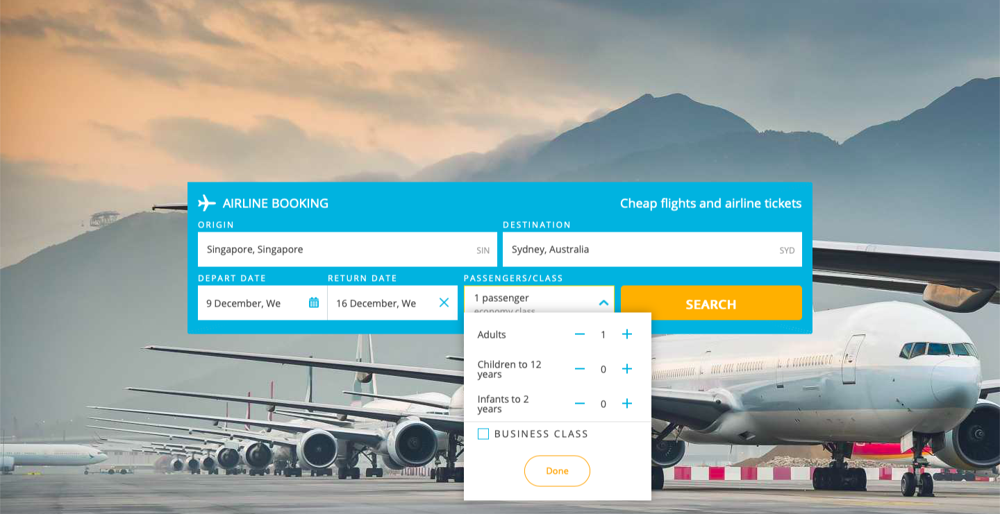 AIRLINE BOOKING
Cheap flights and airline tickets
ORIGIN
DESTINATION
Singapore, Singapore
SIN
Sydney, Australia
SYD
DEPART DATE
RETURN DATE
PASSENGERS/CLASS
9 December, We
16 December, We
1 passenger
economy class
SEARCH
Adults
1
Children to 12
years
0
Infants to 2
years
0
BUSINESS CLASS
Done